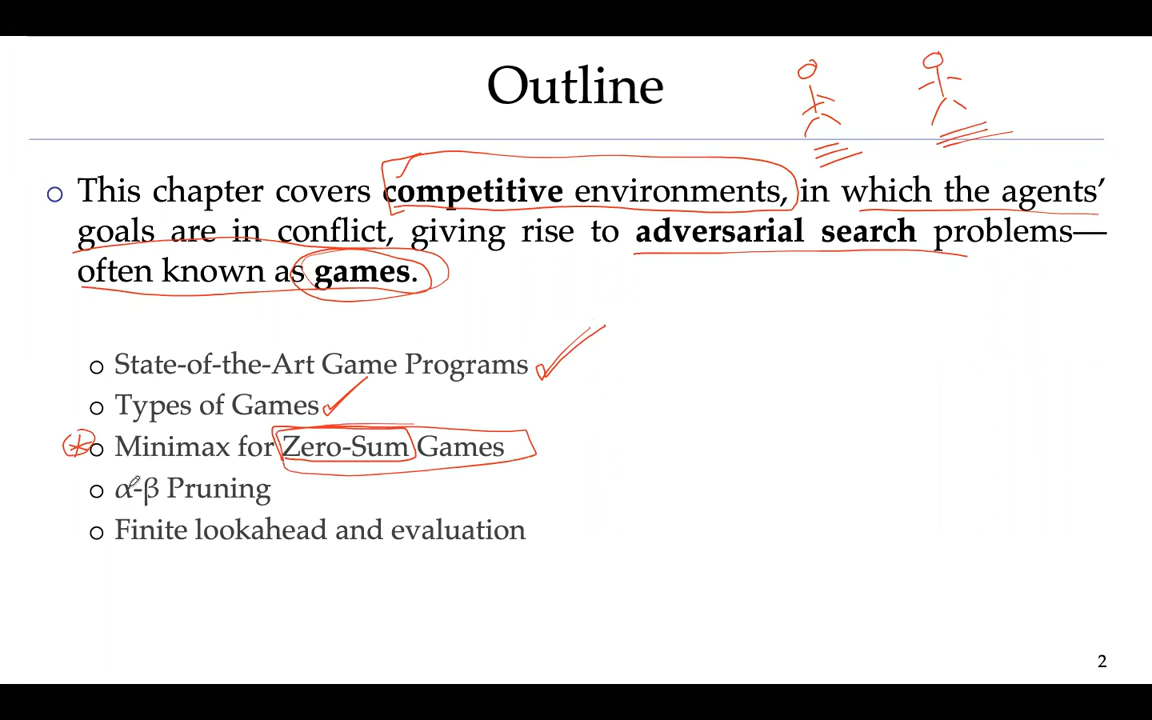 Outline
This chapter covers competitive environments, in which the agents’
goals are in conflict, giving rise to adversarial search problems—
often known as games.
State-of-the-Art Game Programs
Types of Games
Minimax for Zero-Sum Games
α-β Pruning
Finite lookahead and evaluation
2